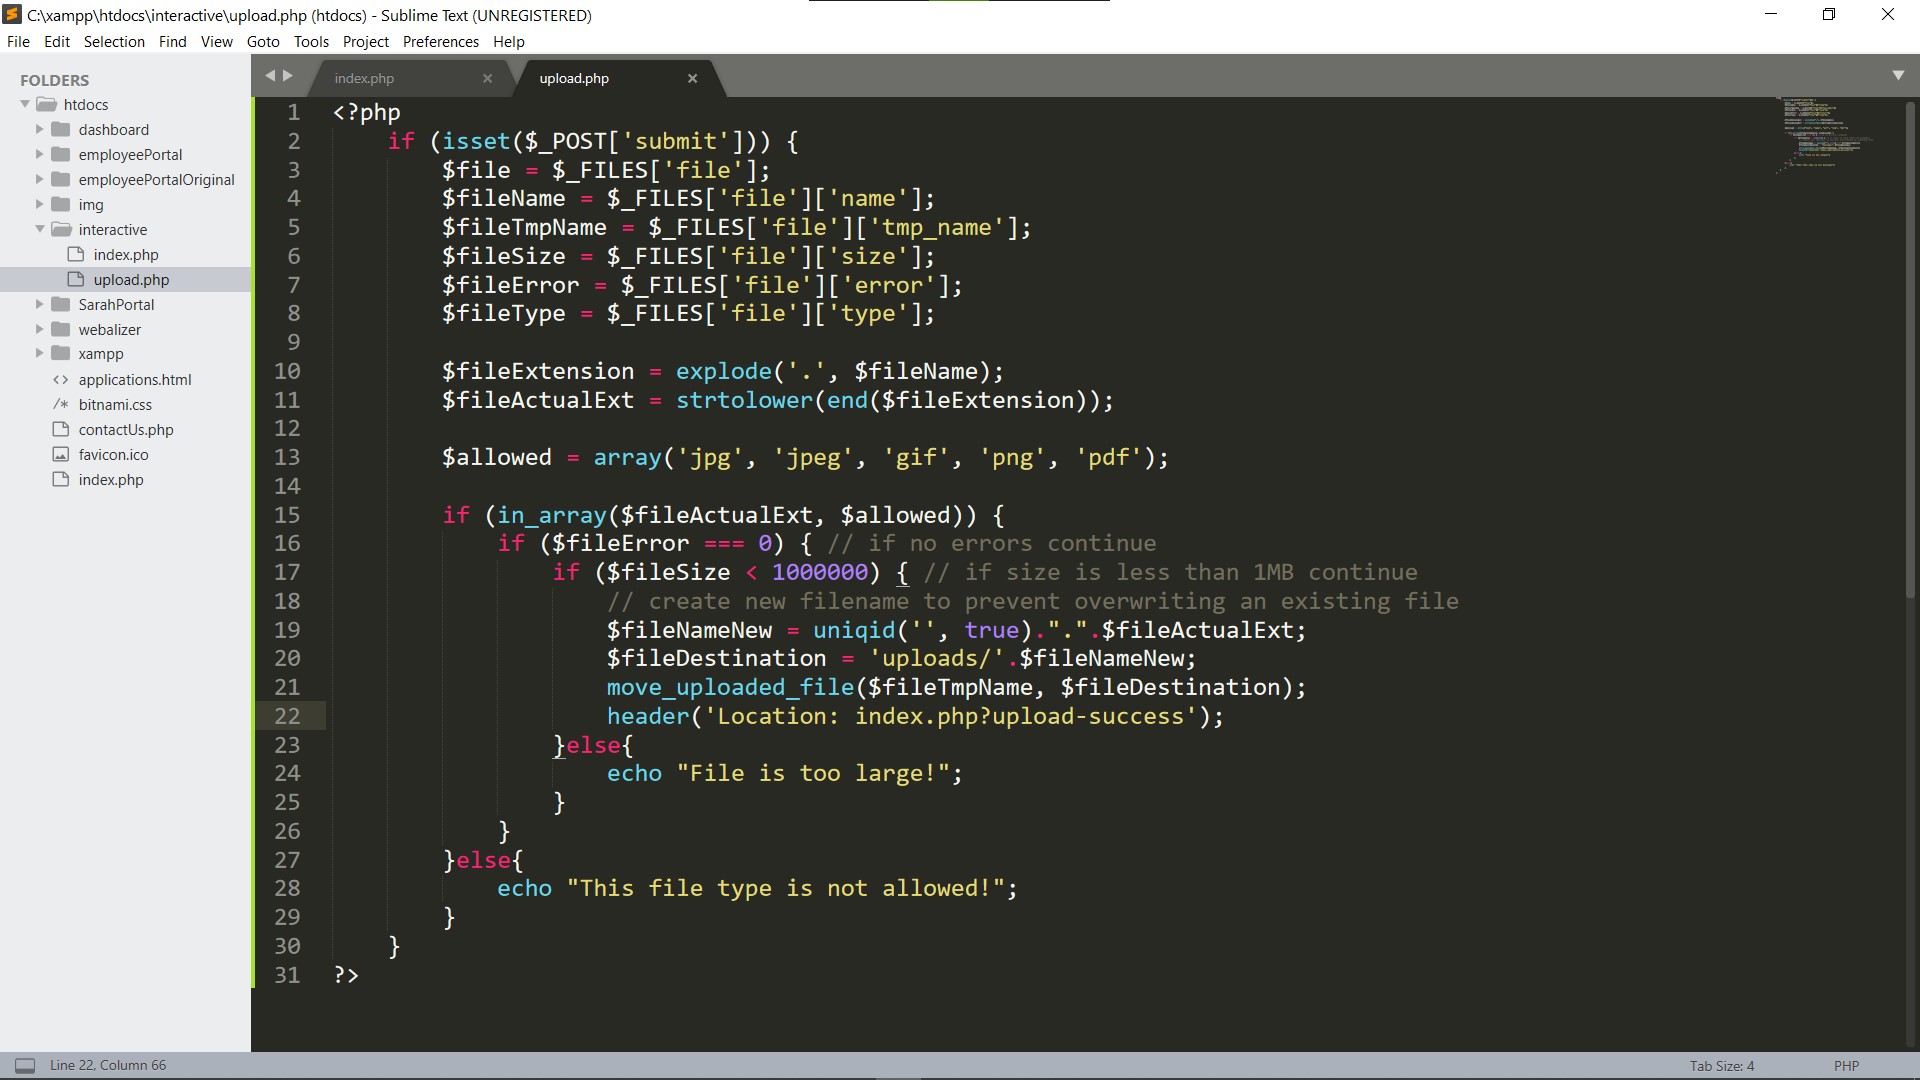 C:\xampp\htdocs\interactive\upload.php (htdocs) - Sublime Text (UNREGISTERED)
File Edit Selection Find View Goto Tools Project Preferences Help
FOLDERS
htdocs
dashboard
employeePortal
employeePortalOriginal
img
interactive
index.php
upload.php
SarahPortal
webalizer
xampp
<> applications.html
/* bitnami.css
contactUs.php
favicon.ico
index.php
index.php × upload.php ×
1 <?php
2     if (isset($_POST['submit'])) {
3         $file = $_FILES['file'];
4         $fileName = $_FILES['file']['name'];
5         $fileTmpName = $_FILES['file']['tmp_name'];
6         $fileSize = $_FILES['file']['size'];
7         $fileError = $_FILES['file']['error'];
8         $fileType = $_FILES['file']['type'];
9
10         $fileExtension = explode('.', $fileName);
11         $fileActualExt = strtolower(end($fileExtension));
12
13         $allowed = array('jpg', 'jpeg', 'gif', 'png', 'pdf');
14
15         if (in_array($fileActualExt, $allowed)) {
16             if ($fileError === 0) { // if no errors continue
17                 if ($fileSize < 1000000) { // if size is less than 1MB continue
18                     // create new filename to prevent overwriting an existing file
19                     $fileNameNew = uniqid('', true).".".$fileActualExt;
20                     $fileDestination = 'uploads/'.$fileNameNew;
21                     move_uploaded_file($fileTmpName, $fileDestination);
22                     header('Location: index.php?upload-success');
23                 }else{
24                     echo "File is too large!";
25                 }
26             }
27         }else{
28             echo "This file type is not allowed!";
29         }
30     }
31 ?>
Line 22, Column 66
Tab Size: 4 PHP